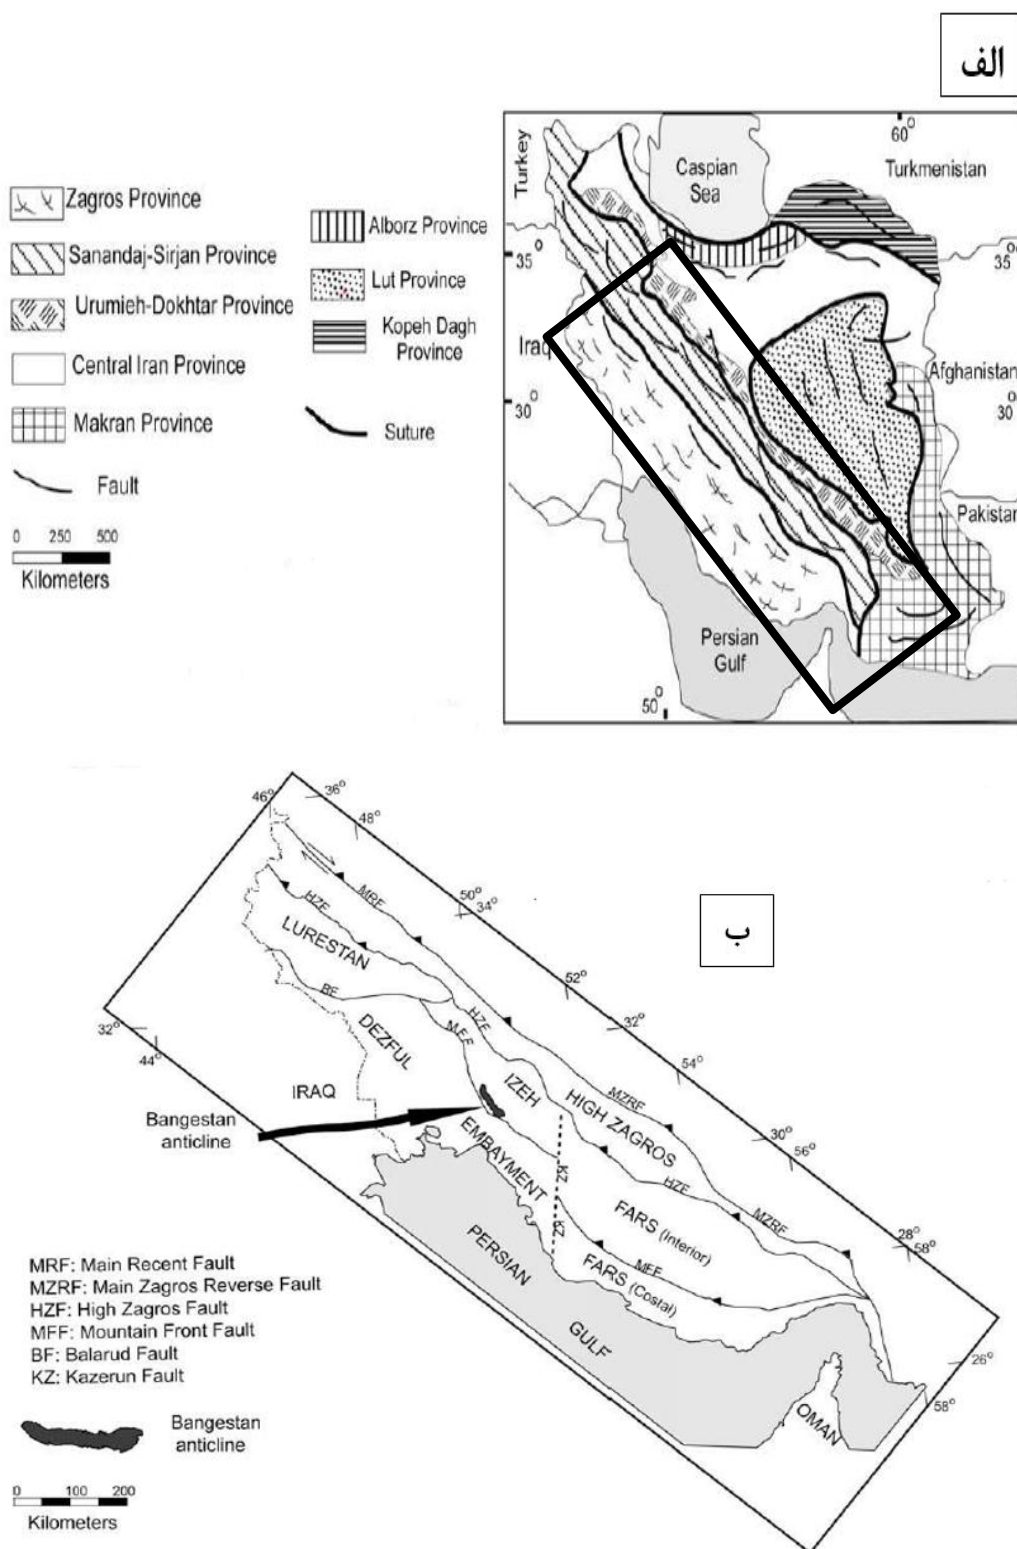 الف
60°
Turkey
Caspian
Sea
Turkmenistan
Zagros Province
Sanandaj-Sirjan Province
Urumieh-Dokhtar Province
Central Iran Province
Makran Province
Fault
0 250 500
Kilometers
Alborz Province
Lut Province
Kopeh Dagh
Province
Suture
35°
35°
Iraq
Afghanistan
30°
30°
Pakistan
Persian
Gulf
50°
ب
46°
36°
48°
50°
34°
52°
32°
54°
30°
56°
28°
58°
26°
58°
32°
44°
MRF
HZF
LURESTAN
BF
DEZFUL
HZF
IZEH
HIGH ZAGROS
MZRF
IRAQ
Bangestan
anticline
EMBAYMENT
KZ
KZ
HZF
MZRF
FARS (Interior)
MFF
FARS (Costal)
PERSIAN
GULF
OMAN
MRF: Main Recent Fault
MZRF: Main Zagros Reverse Fault
HZF: High Zagros Fault
MFF: Mountain Front Fault
BF: Balarud Fault
KZ: Kazerun Fault
Bangestan
anticline
0 100 200
Kilometers